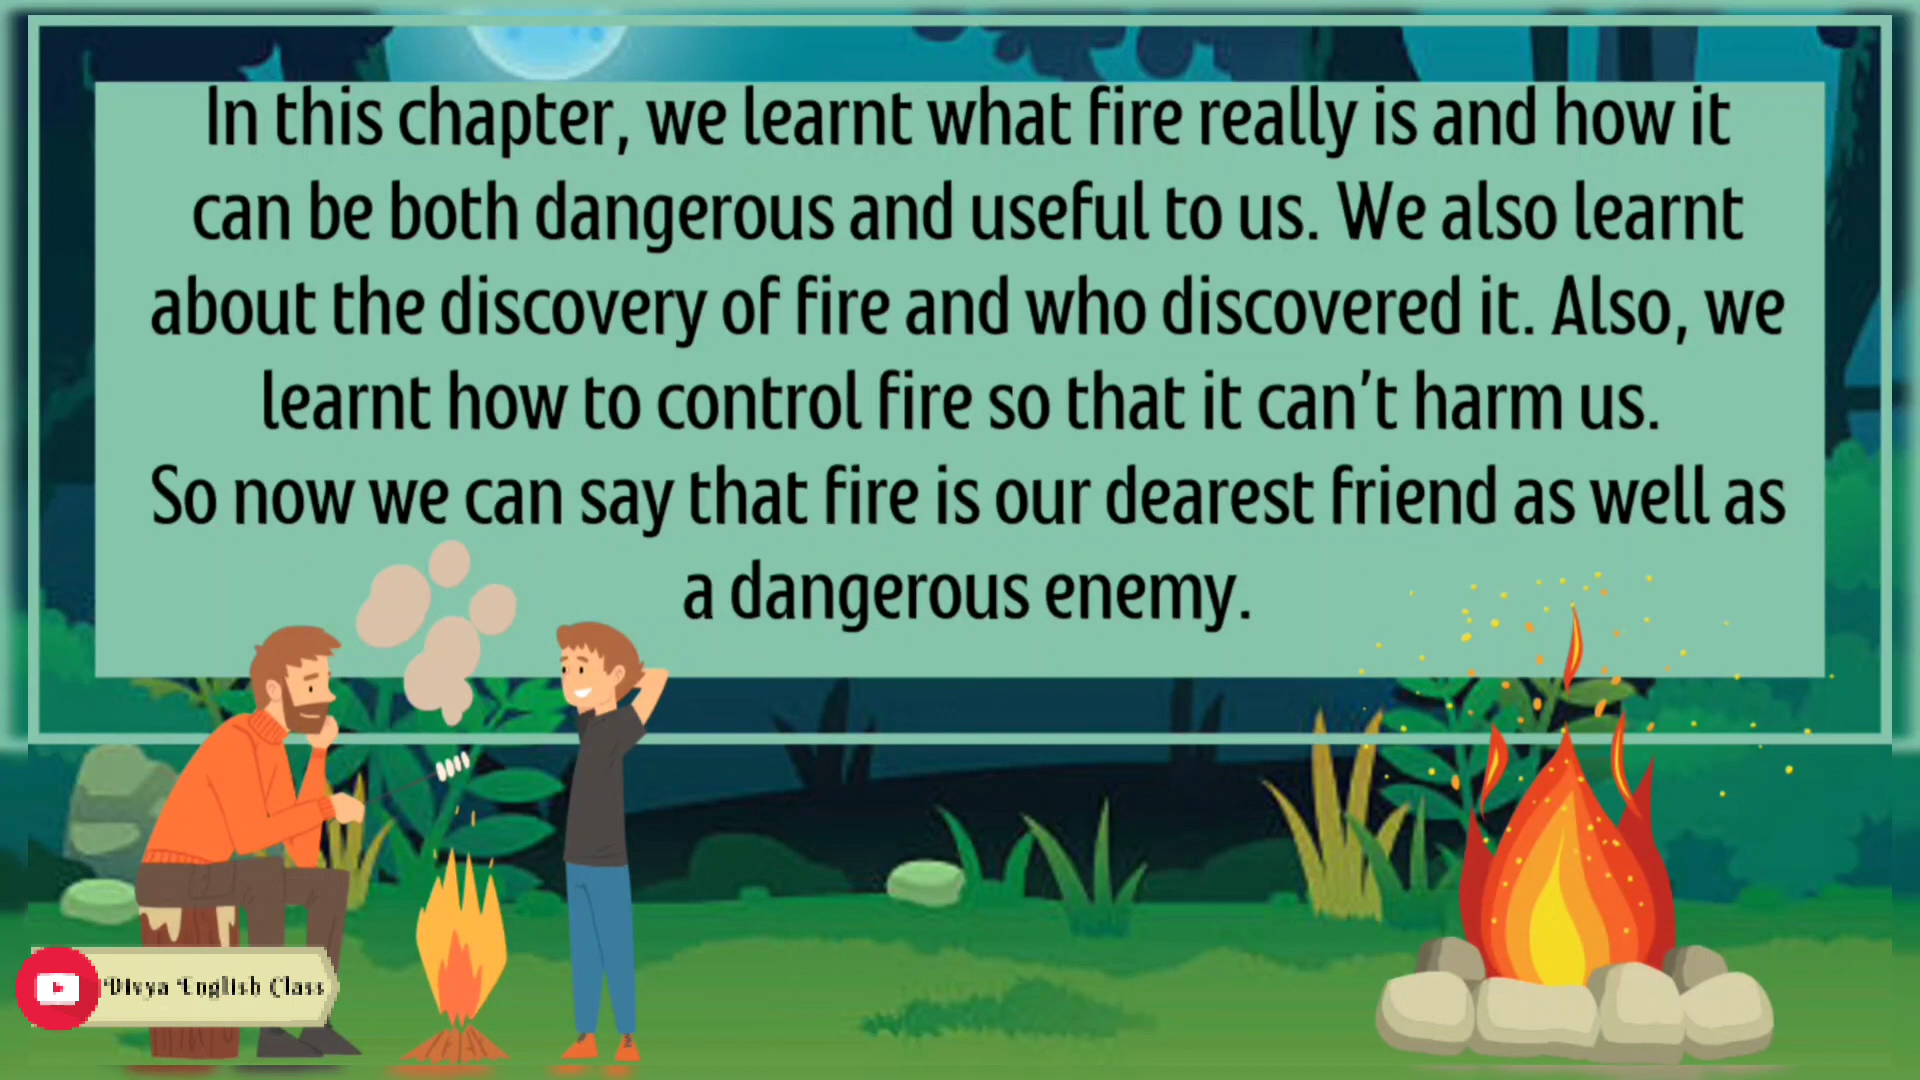 In this chapter, we learnt what fire really is and how it
can be both dangerous and useful to us. We also learnt
about the discovery of fire and who discovered it. Also, we
learnt how to control fire so that it can't harm us.
So now we can say that fire is our dearest friend as well as
a dangerous enemy.
Divya English Class